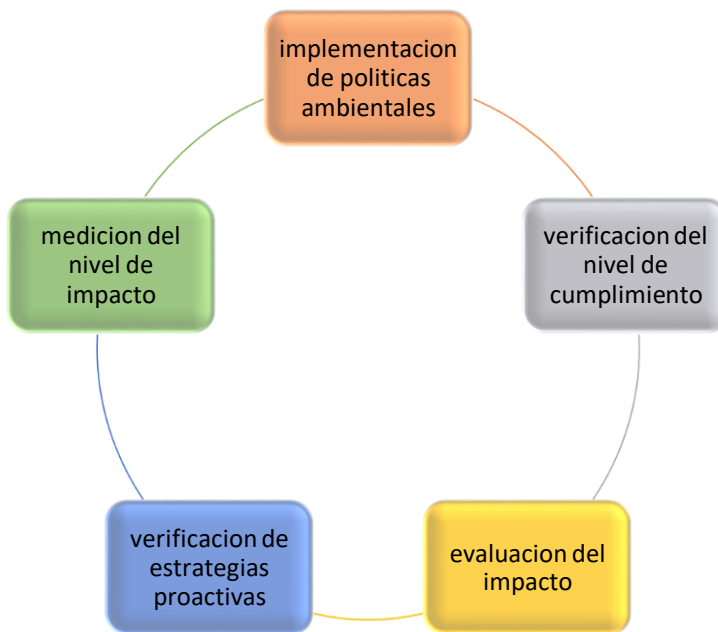 implementacion
de politicas
ambientales
verificacion del
nivel de
cumplimiento
evaluacion del
impacto
verificacion de
estrategias
proactivas
medicion del
nivel de
impacto